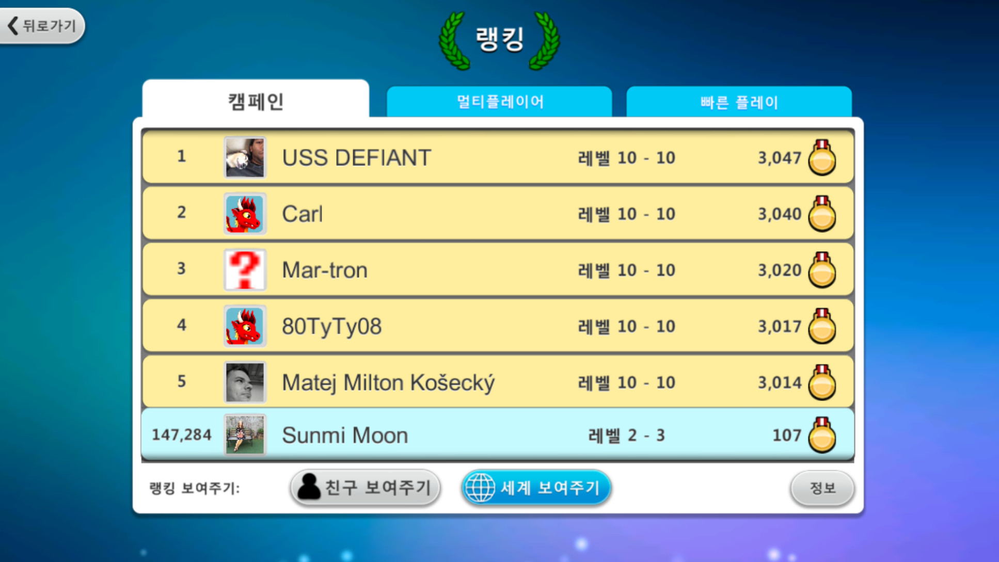 뒤로가기
랭킹
캠페인
멀티플레이어
빠른 플레이
1 USS DEFIANT 레벨 10 - 10 3,047
2 Carl 레벨 10 - 10 3,040
3 ? Mar-tron 레벨 10 - 10 3,020
4 80TyTy08 레벨 10 - 10 3,017
5 Matej Milton Košecký 레벨 10 - 10 3,014
147,284 Sunmi Moon 레벨 2 - 3 107
랭킹 보여주기: 친구 보여주기 세계 보여주기 정보